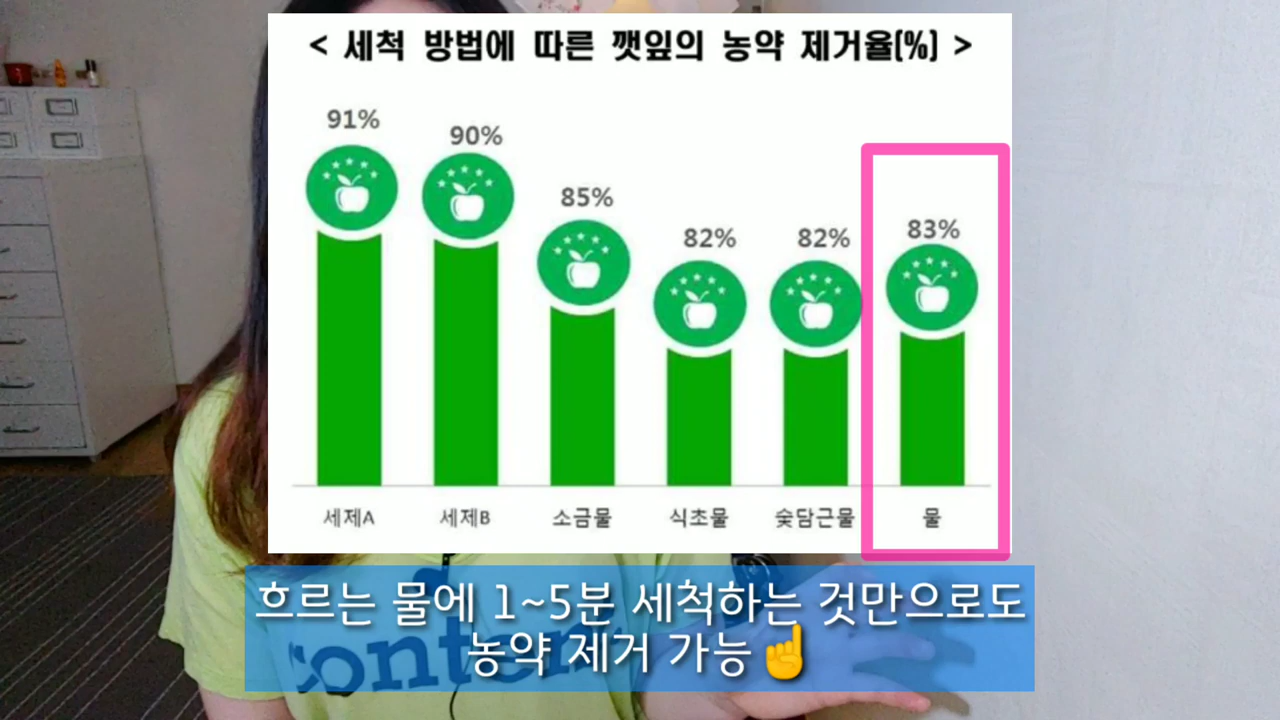 < 세척 방법에 따른 깻잎의 농약 제거율(%) >
91%
90%
85%
82%
82%
83%
세제A
세제B
소금물
식초물
숯담근물
물
흐르는 물에 1~5분 세척하는 것만으로도
농약 제거 가능☝